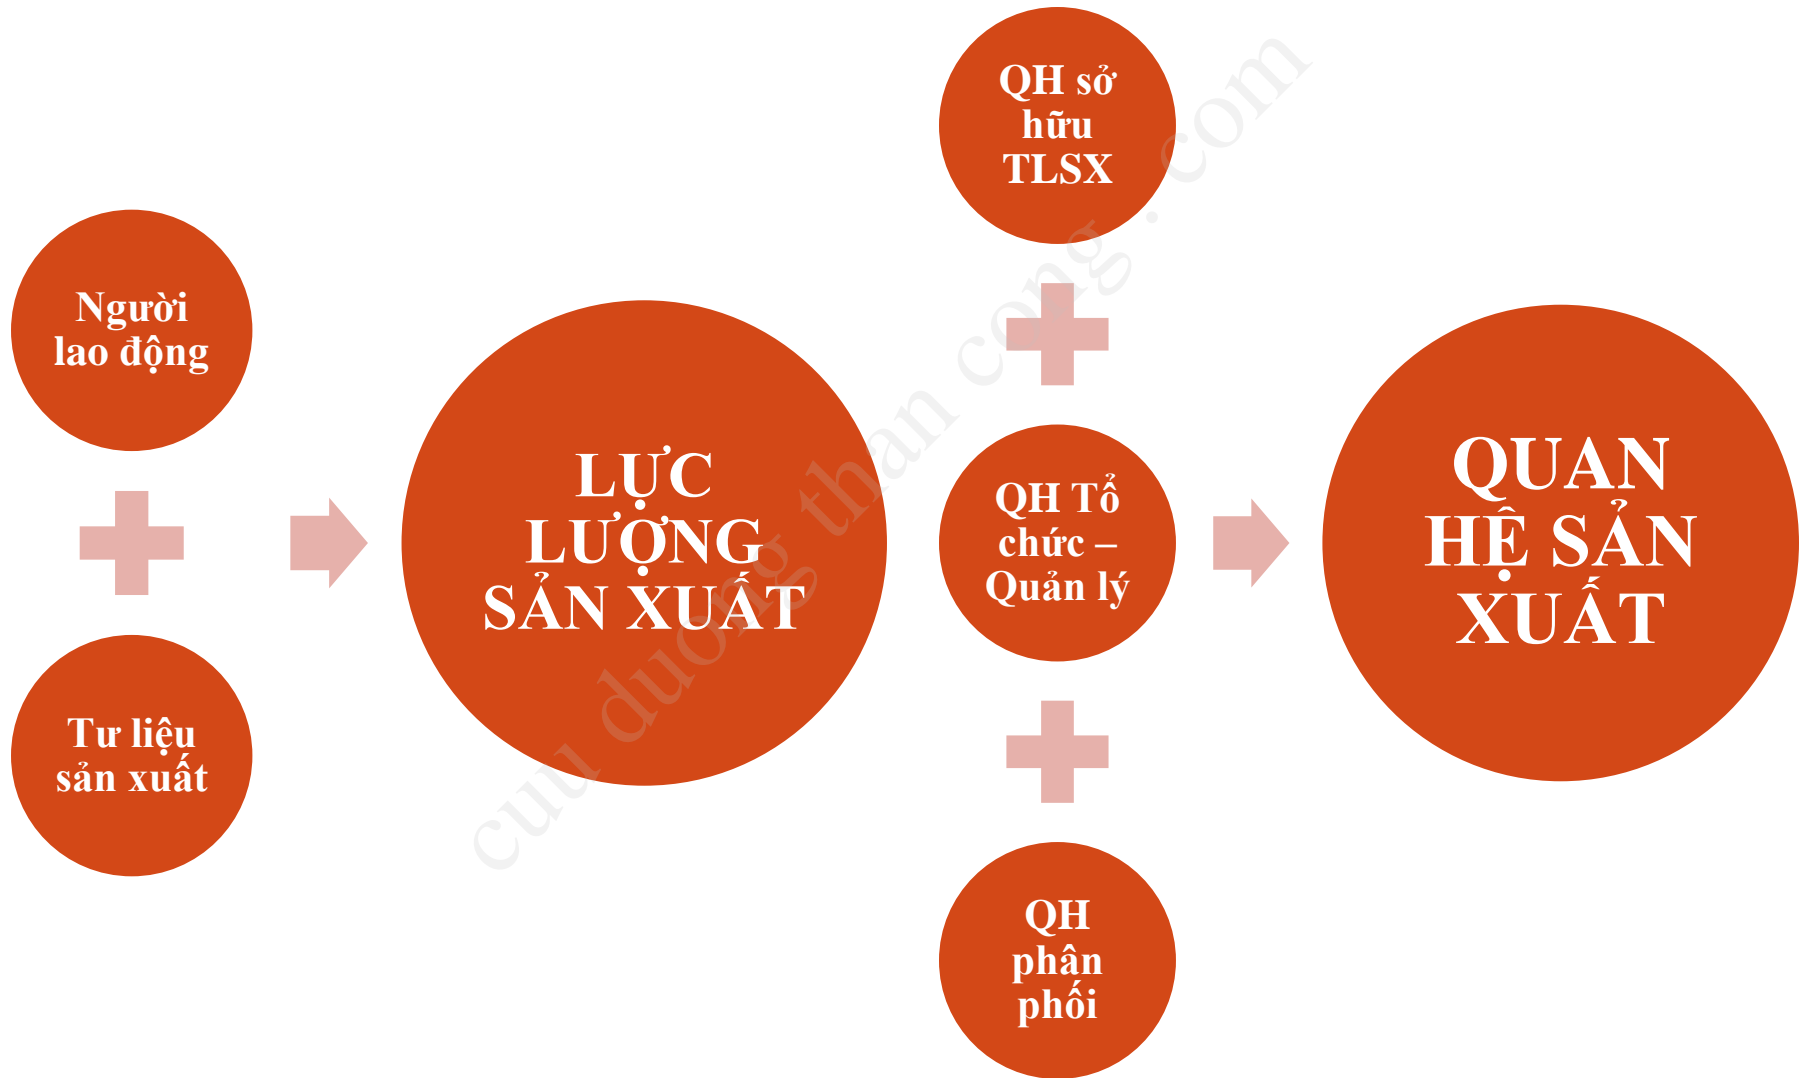 Người
lao động
Tư liệu
sản xuất
LỰC
LƯỢNG
SẢN XUẤT
QH sở
hữu
TLSX
QH Tổ
chức –
Quản lý
QH
phân
phối
QUAN
HỆ SẢN
XUẤT
cuu duong than cong . com